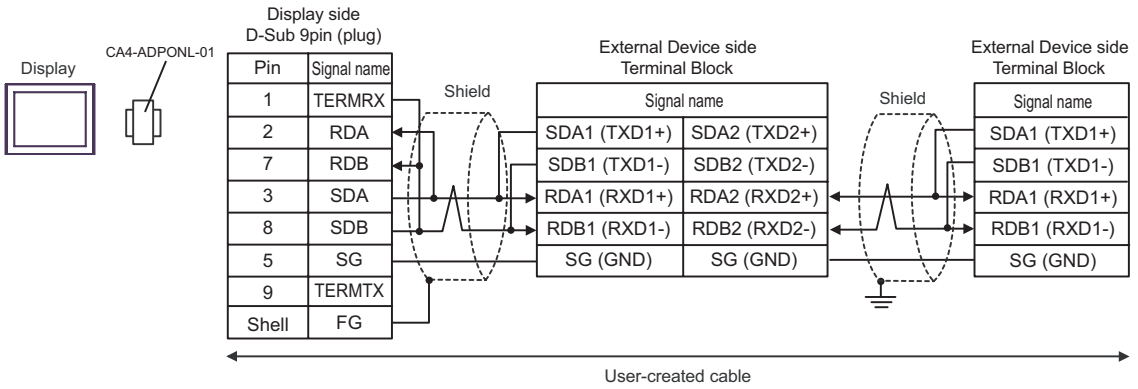 Display side
D-Sub 9pin (plug)
CA4-ADPONL-01
Display
Pin Signal name
1 TERMRX
2 RDA
7 RDB
3 SDA
8 SDB
5 SG
9 TERMTX
Shell FG
Shield
External Device side
Terminal Block
Signal name
SDA1 (TXD1+) SDA2 (TXD2+)
SDB1 (TXD1-) SDB2 (TXD2-)
RDA1 (RXD1+) RDA2 (RXD2+)
RDB1 (RXD1-) RDB2 (RXD2-)
SG (GND) SG (GND)
Shield
External Device side
Terminal Block
Signal name
SDA1 (TXD1+)
SDB1 (TXD1-)
RDA1 (RXD1+)
RDB1 (RXD1-)
SG (GND)
User-created cable